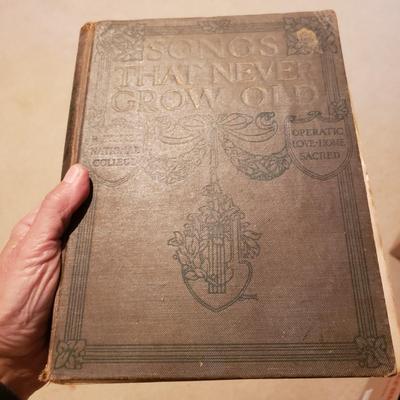 SONGS
THAT NEVER
GROW OLD
NATIONAL
COLLEGE
OPERATIC
LOVE-HOME
SACRED